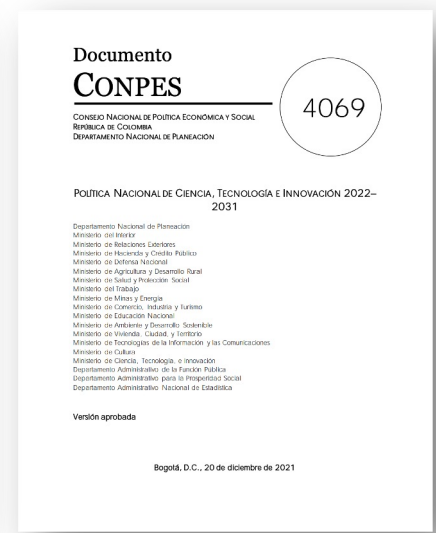 Documento
CONPES
4069
CONSEJO NACIONAL DE POLÍTICA ECONÓMICA Y SOCIAL
REPÚBLICA DE COLOMBIA
DEPARTAMENTO NACIONAL DE PLANEACIÓN
POLÍTICA NACIONAL DE CIENCIA, TECNOLOGÍA E INNOVACIÓN 2022–
2031
Departamento Nacional de Planeación
Ministerio del Interior
Ministerio de Relaciones Exteriores
Ministerio de Hacienda y Crédito Público
Ministerio de Defensa Nacional
Ministerio de Agricultura y Desarrollo Rural
Ministerio de Salud y Protección Social
Ministerio del Trabajo
Ministerio de Minas y Energía
Ministerio de Comercio, Industria y Turismo
Ministerio de Educación Nacional
Ministerio de Ambiente y Desarrollo Sostenible
Ministerio de Vivienda, Ciudad, y Territorio
Ministerio de Tecnologías de la Información y las Comunicaciones
Ministerio de Cultura
Ministerio de Ciencia, Tecnología, e Innovación
Departamento Administrativo de la Función Pública
Departamento Administrativo para la Prosperidad Social
Departamento Administrativo Nacional de Estadística
Versión aprobada
Bogotá, D.C., 20 de diciembre de 2021